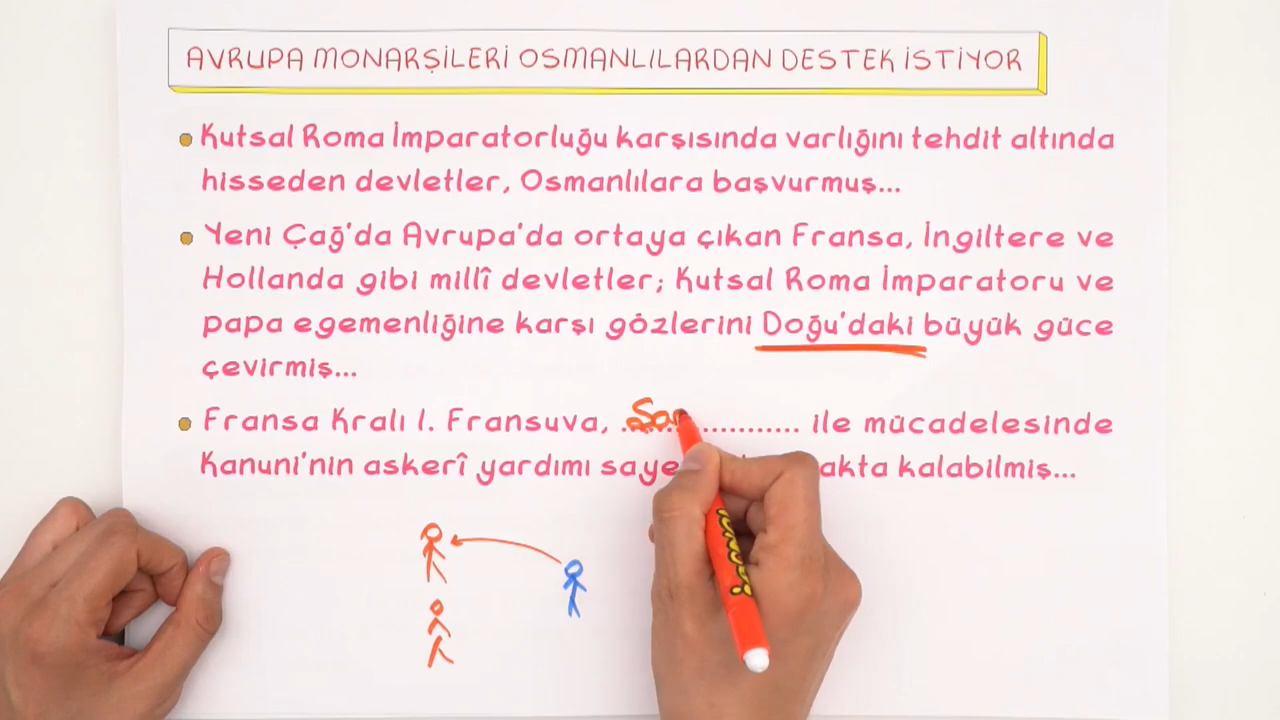 AVRUPA MONARŞİLERİ OSMANLILARDAN DESTEK İSTİYOR
Kutsal Roma İmparatorluğu karşısında varlığını tehdit altında
hisseden devletler, Osmanlılara başvurmuş...
Yeni Çağ'da Avrupa'da ortaya çıkan Fransa, İngiltere ve
Hollanda gibi millî devletler; Kutsal Roma İmparatoru ve
papa egemenliğine karşı gözlerini Doğu'daki büyük güce
çevirmiş...
Fransa Kralı I. Fransuva, ........... ile mücadelesinde
Kanuni'nin askerî yardımı kalabilmiş...